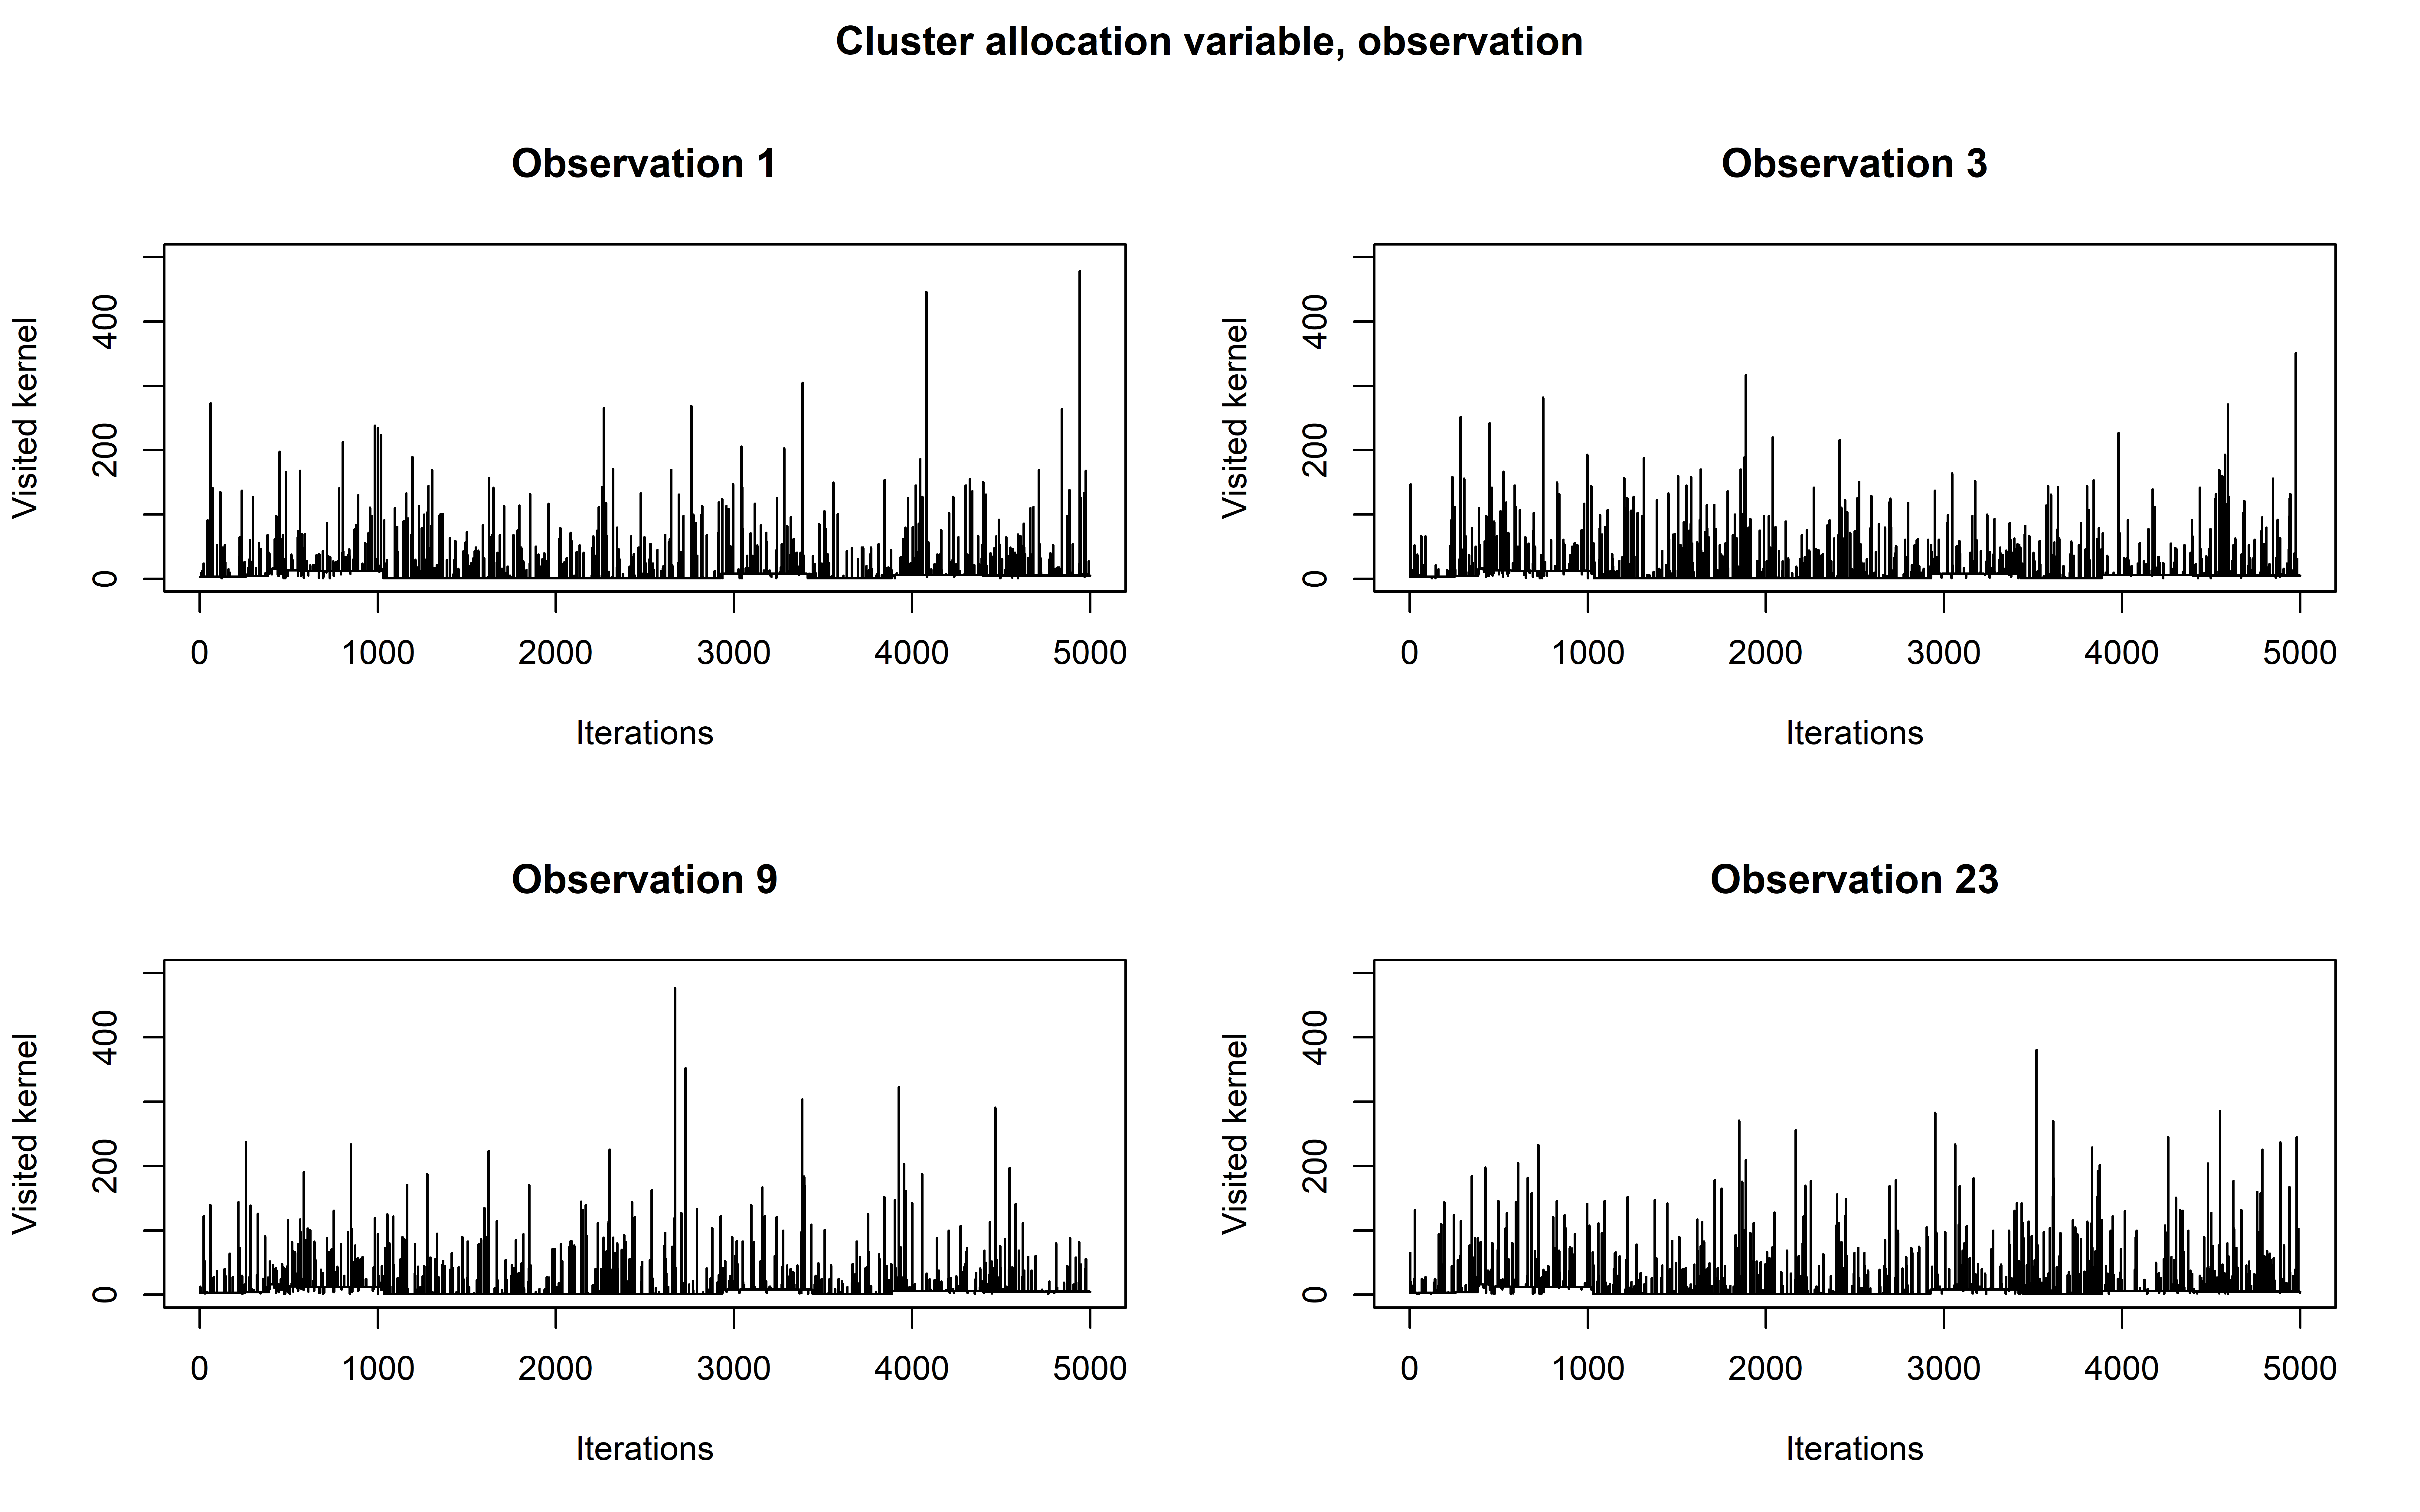 Cluster allocation variable, observation
Observation 1
Visited kernel
400
200
0
0 1000 2000 3000 4000 5000
Iterations
Observation 3
Visited kernel
400
200
0
0 1000 2000 3000 4000 5000
Iterations
Observation 9
Visited kernel
400
200
0
0 1000 2000 3000 4000 5000
Iterations
Observation 23
Visited kernel
400
200
0
0 1000 2000 3000 4000 5000
Iterations